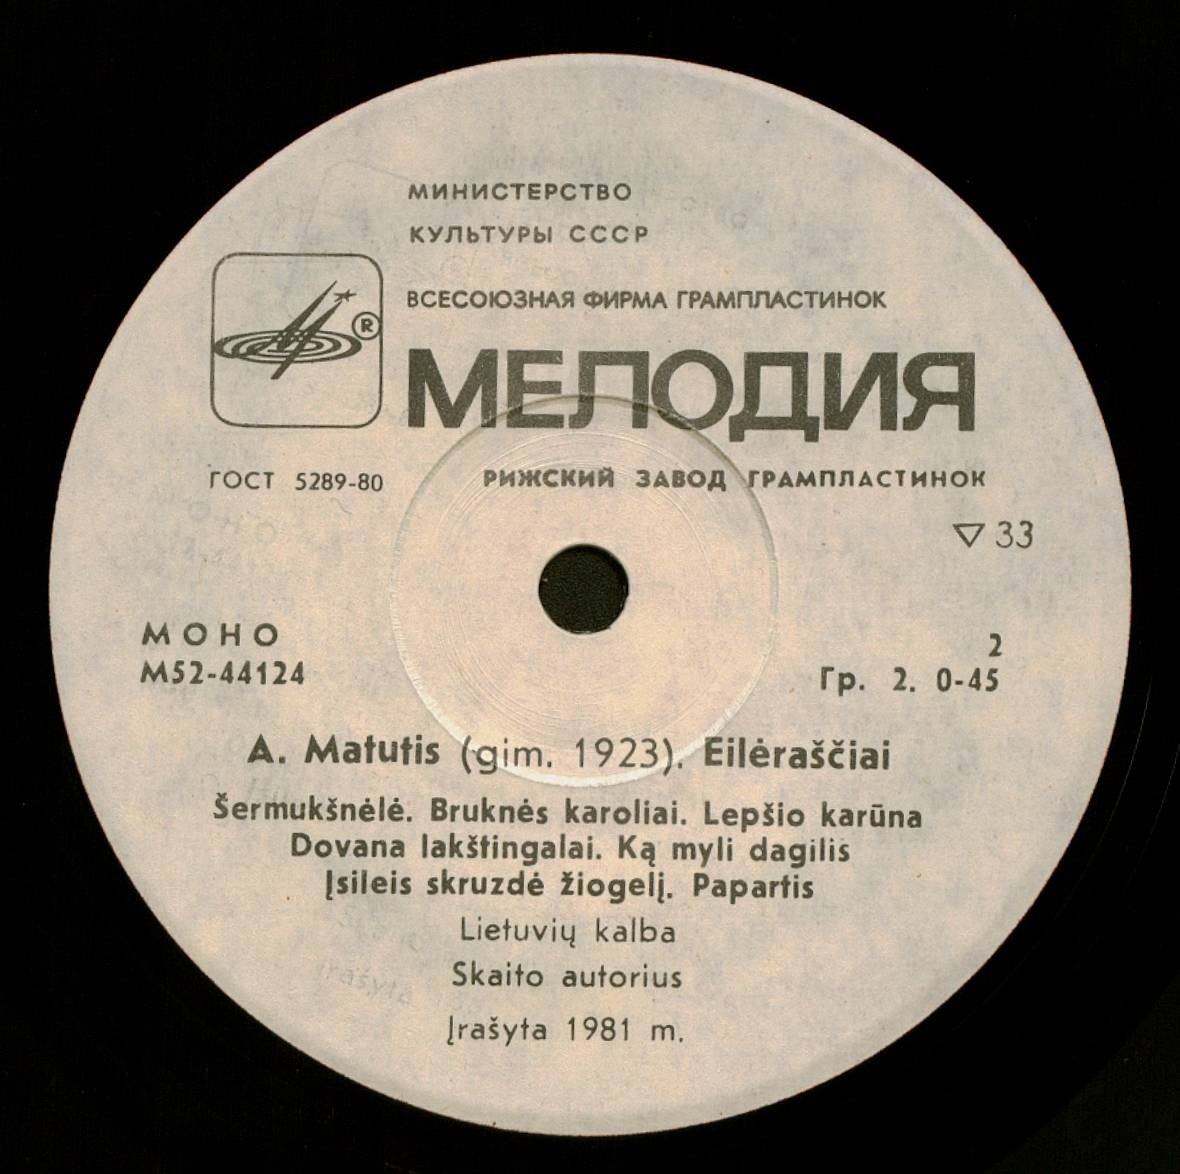 МИНИСТЕРСТВО
КУЛЬТУРЫ СССР
ВСЕСОЮЗНАЯ ФИРМА ГРАМПЛАСТИНОК
®
МЕЛОДИЯ
ГОСТ 5289-80
РИЖСКИЙ ЗАВОД ГРАМПЛАСТИНОК
▽ 33
МОНО
М52-44124
2
Гр. 2. 0-45
A. Matutis (gim. 1923). Eilėraščiai
Šermukšnėlė. Bruknės karoliai. Lepšio karūna
Dovana lakštingalai. Ką myli dagilis
Įsileis skruzdė žiogelį. Papartis
Lietuvių kalba
Skaito autorius
Įrašyta 1981 m.